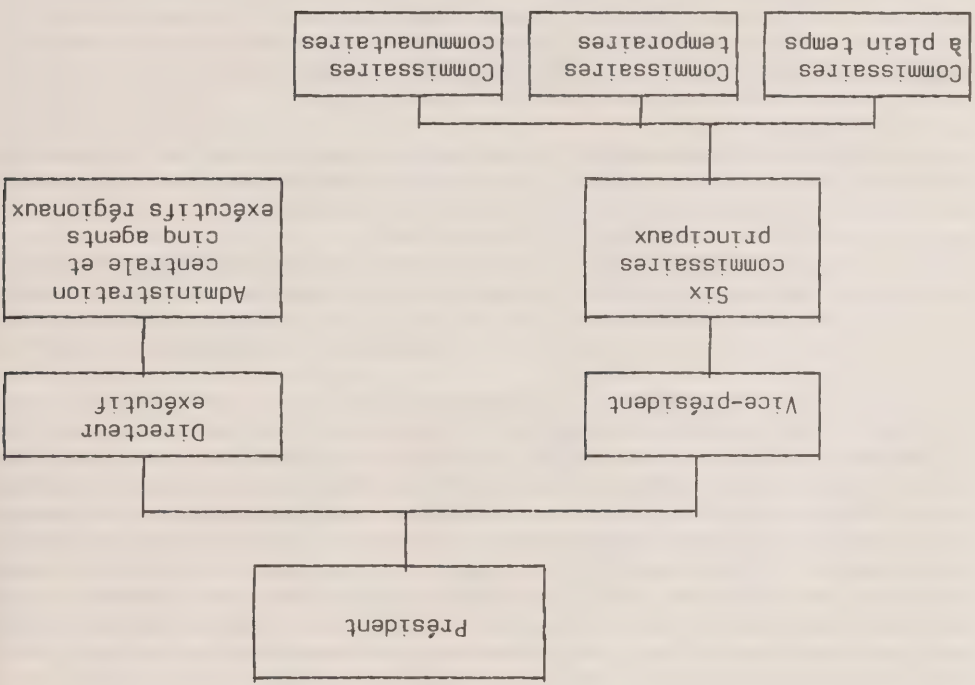 Président
Vice-président
Directeur
exécutif
Six
commissaires
principaux
Administration
centrale et
cinq agents
exécutifs régionaux
Commissaires
à plein temps
Commissaires
temporaires
Commissaires
communautaires